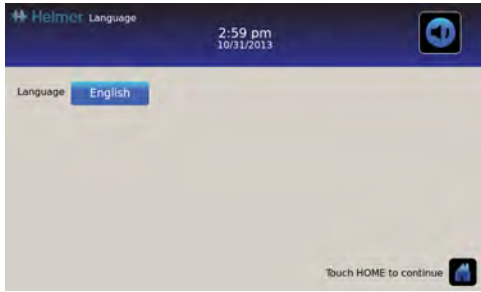 Helmer Language
2:59 pm
10/31/2013
Language English
Touch HOME to continue